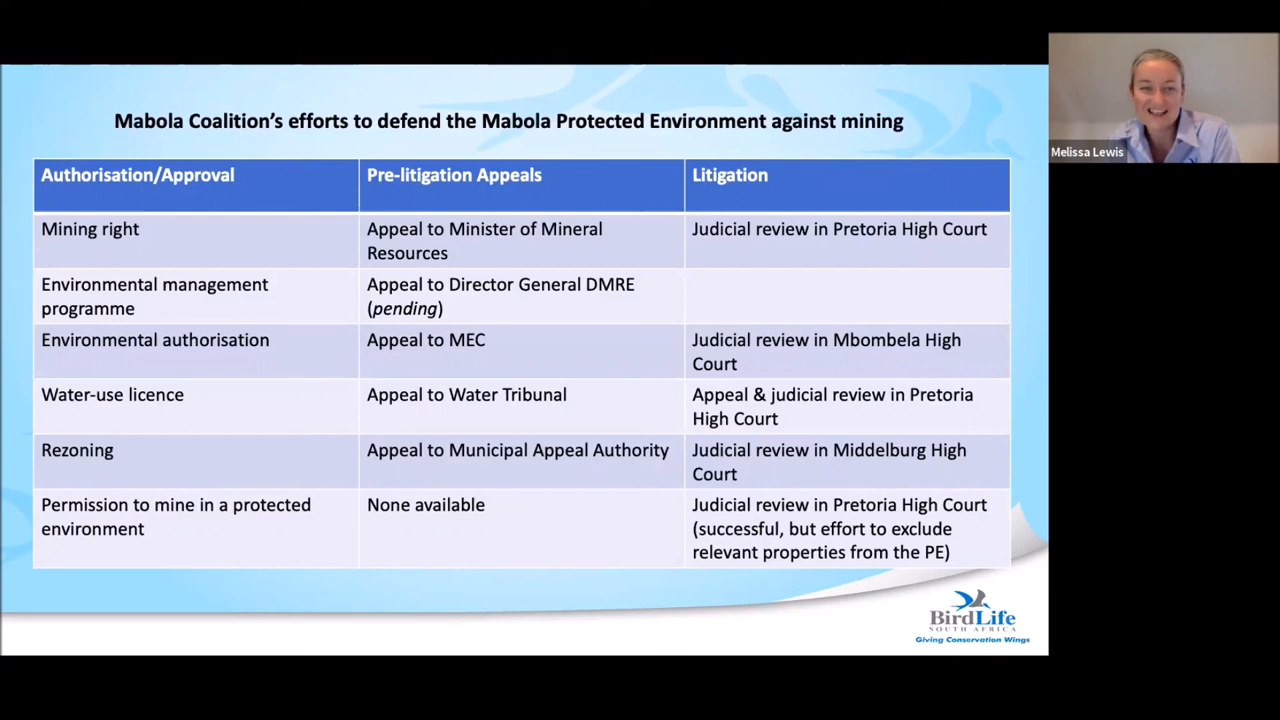 Mabola Coalition's efforts to defend the Mabola Protected Environment against mining
Melissa Lewis
Authorisation/Approval
Pre-litigation Appeals
Litigation
Mining right
Appeal to Minister of Mineral
Resources
Judicial review in Pretoria High Court
Environmental management
programme
Appeal to Director General DMRE
(pending)
Environmental authorisation
Appeal to MEC
Judicial review in Mbombela High
Court
Water-use licence
Appeal to Water Tribunal
Appeal & judicial review in Pretoria
High Court
Rezoning
Appeal to Municipal Appeal Authority
Judicial review in Middelburg High
Court
Permission to mine in a protected
environment
None available
Judicial review in Pretoria High Court
(successful, but effort to exclude
relevant properties from the PE)
BirdLife
SOUTH AFRICA
Giving Conservation Wings